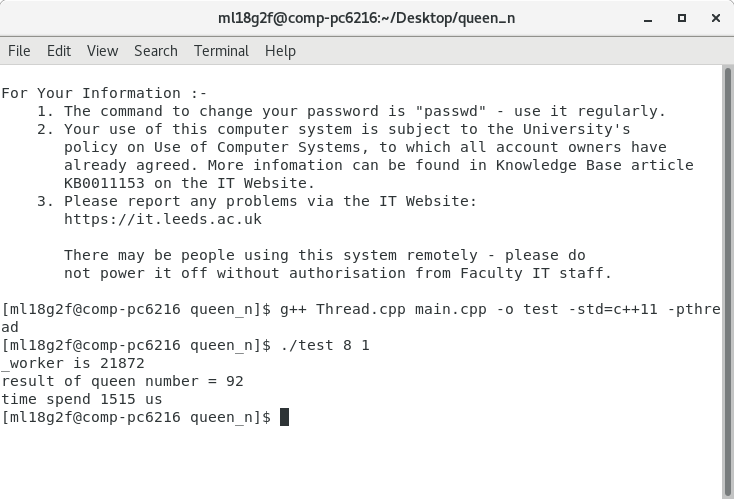 ml18g2f@comp-pc6216:~/Desktop/queen_n
File Edit View Search Terminal Help
For Your Information :-
1. The command to change your password is "passwd" - use it regularly.
2. Your use of this computer system is subject to the University's
policy on Use of Computer Systems, to which all account owners have
already agreed. More infomation can be found in Knowledge Base article
KB0011153 on the IT Website.
3. Please report any problems via the IT Website:
https://it.leeds.ac.uk
There may be people using this system remotely - please do
not power it off without authorisation from Faculty IT staff.
[ml18g2f@comp-pc6216 queen_n]$ g++ Thread.cpp main.cpp -o test -std=c++11 -pthre
ad
[ml18g2f@comp-pc6216 queen_n]$ ./test 8 1
_worker is 21872
result of queen number = 92
time spend 1515 us
[ml18g2f@comp-pc6216 queen_n]$